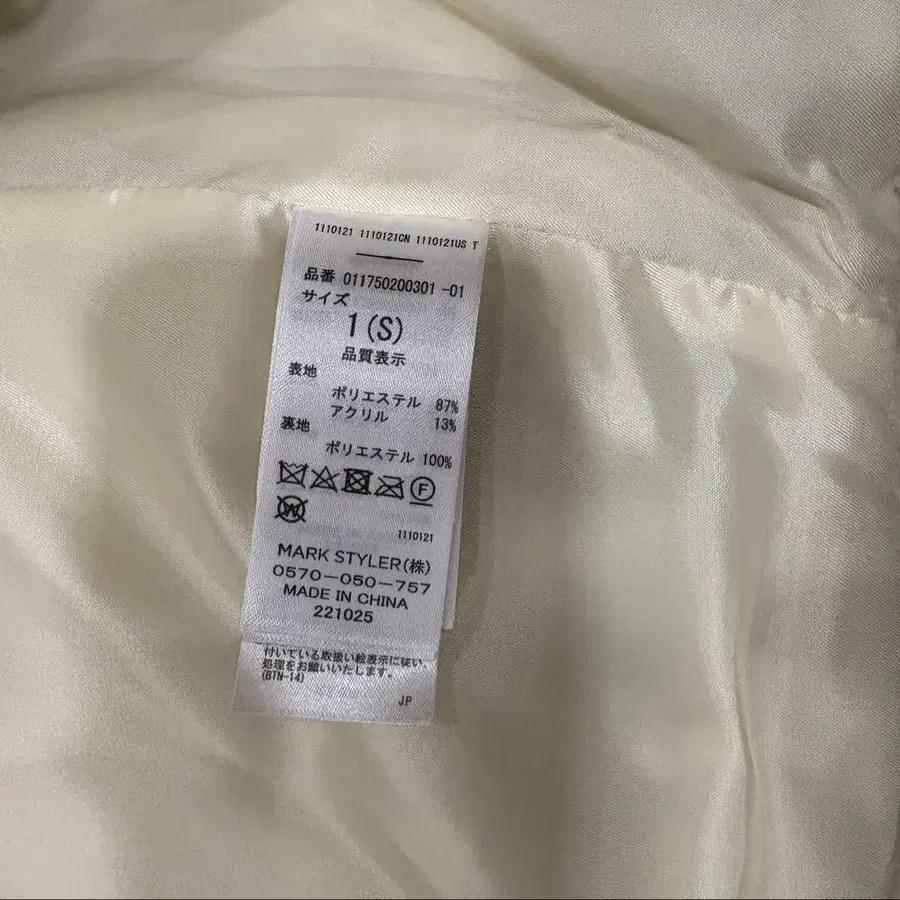 1110121 1110121CN 1110121US T
品番 011750200301 -01
サイズ
1(S)
品質表示
表地
ポリエステル 87%
アクリル 13%
裏地
ポリエステル 100%
F
W
1110121
MARK STYLER(株)
0570-050-757
MADE IN CHINA
221025
付いている取扱い絵表示に従い、
処理をお願いいたします。
(BTN-14)
JP